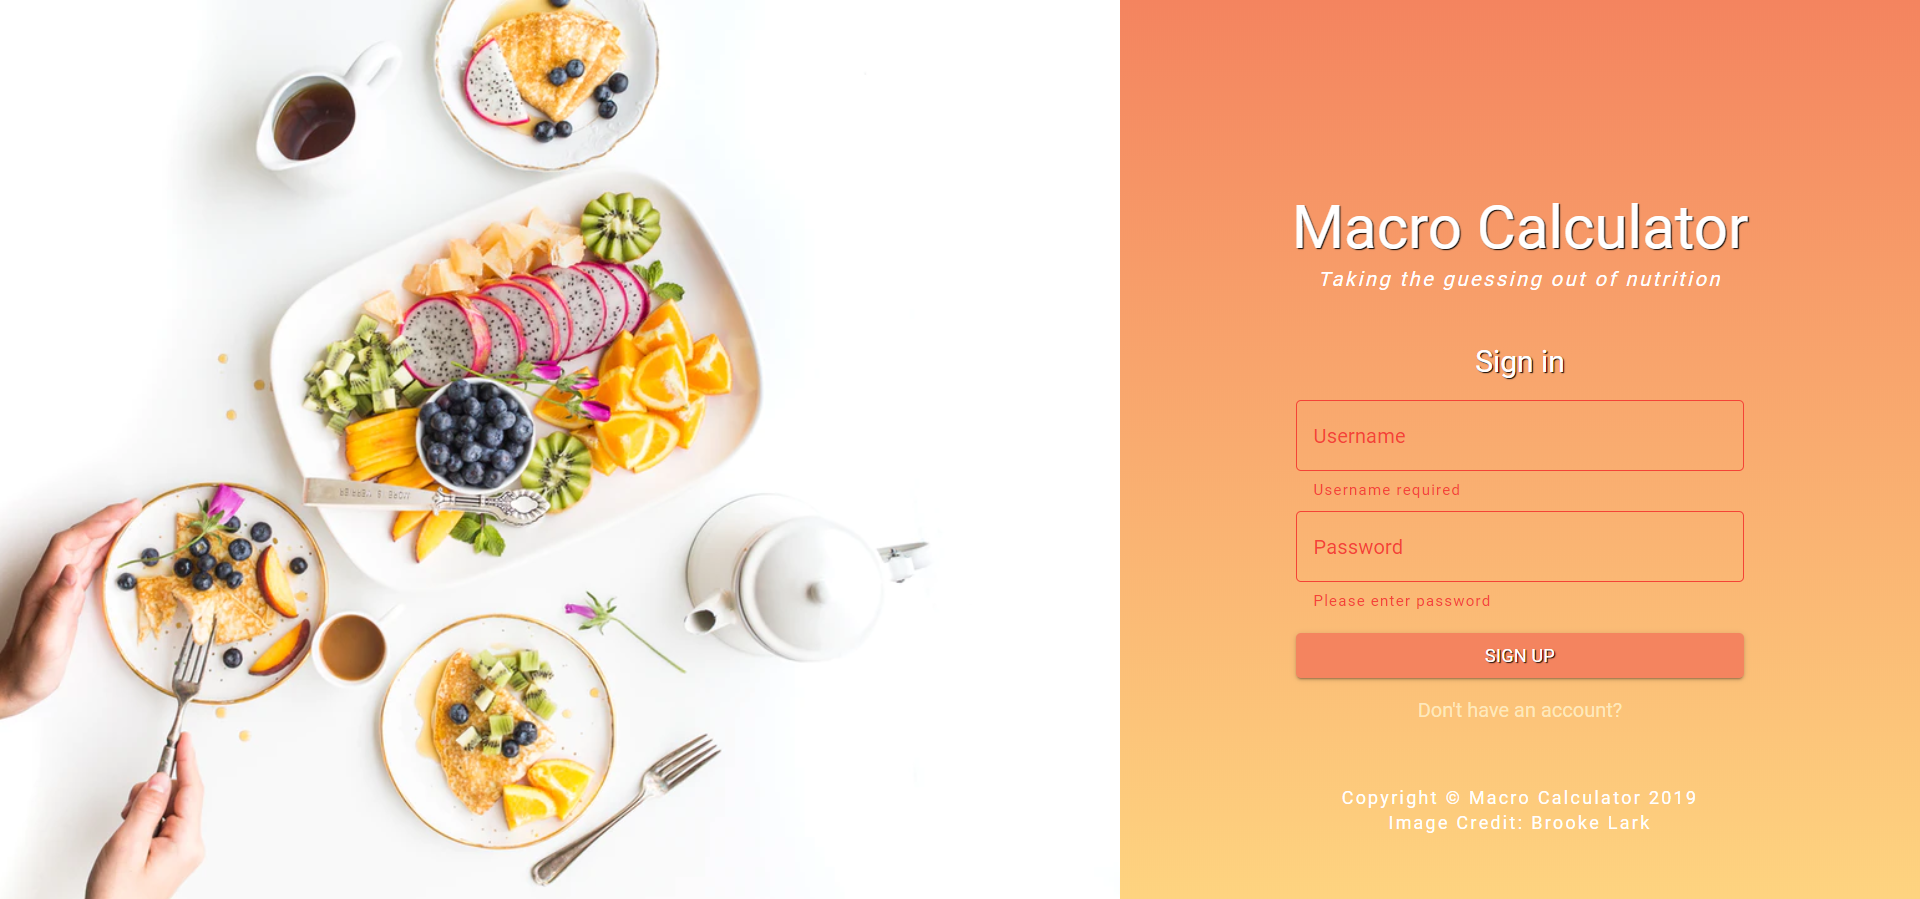 Macro Calculator
Taking the guessing out of nutrition
Sign in
Username
Username required
Password
Please enter password
SIGN UP
Don't have an account?
Copyright © Macro Calculator 2019
Image Credit: Brooke Lark